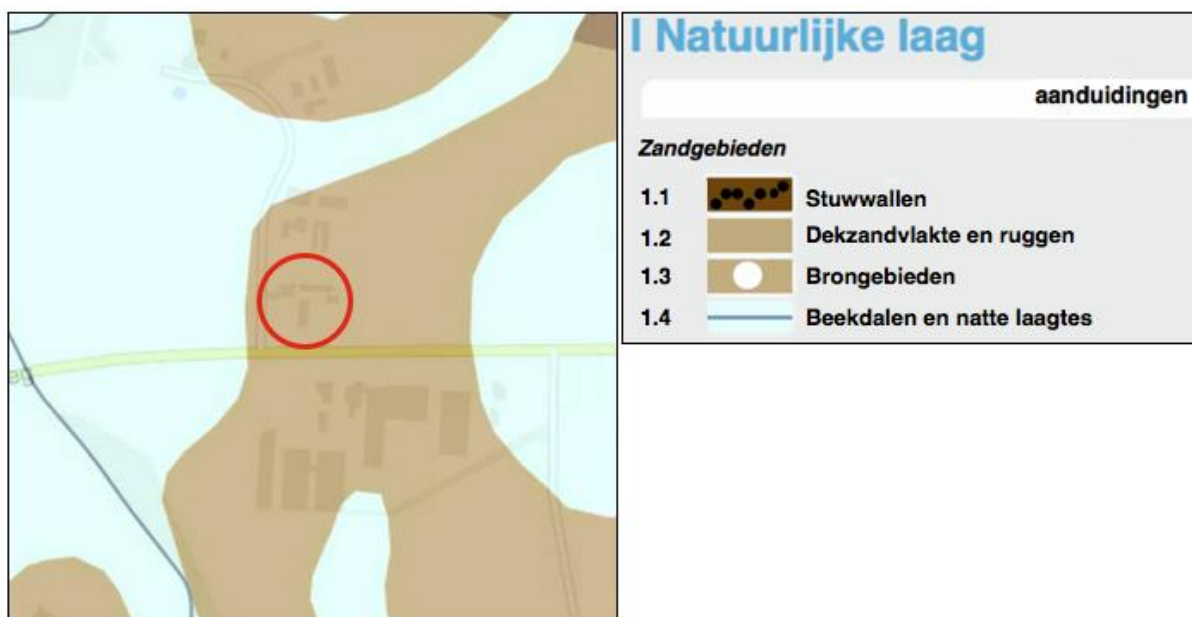 I Natuurlijke laag
aanduidingen
Zandgebieden
1.1 Stuwwallen
1.2 Dekzandvlakte en ruggen
1.3 Brongebieden
1.4 Beekdalen en natte laagtes
eg